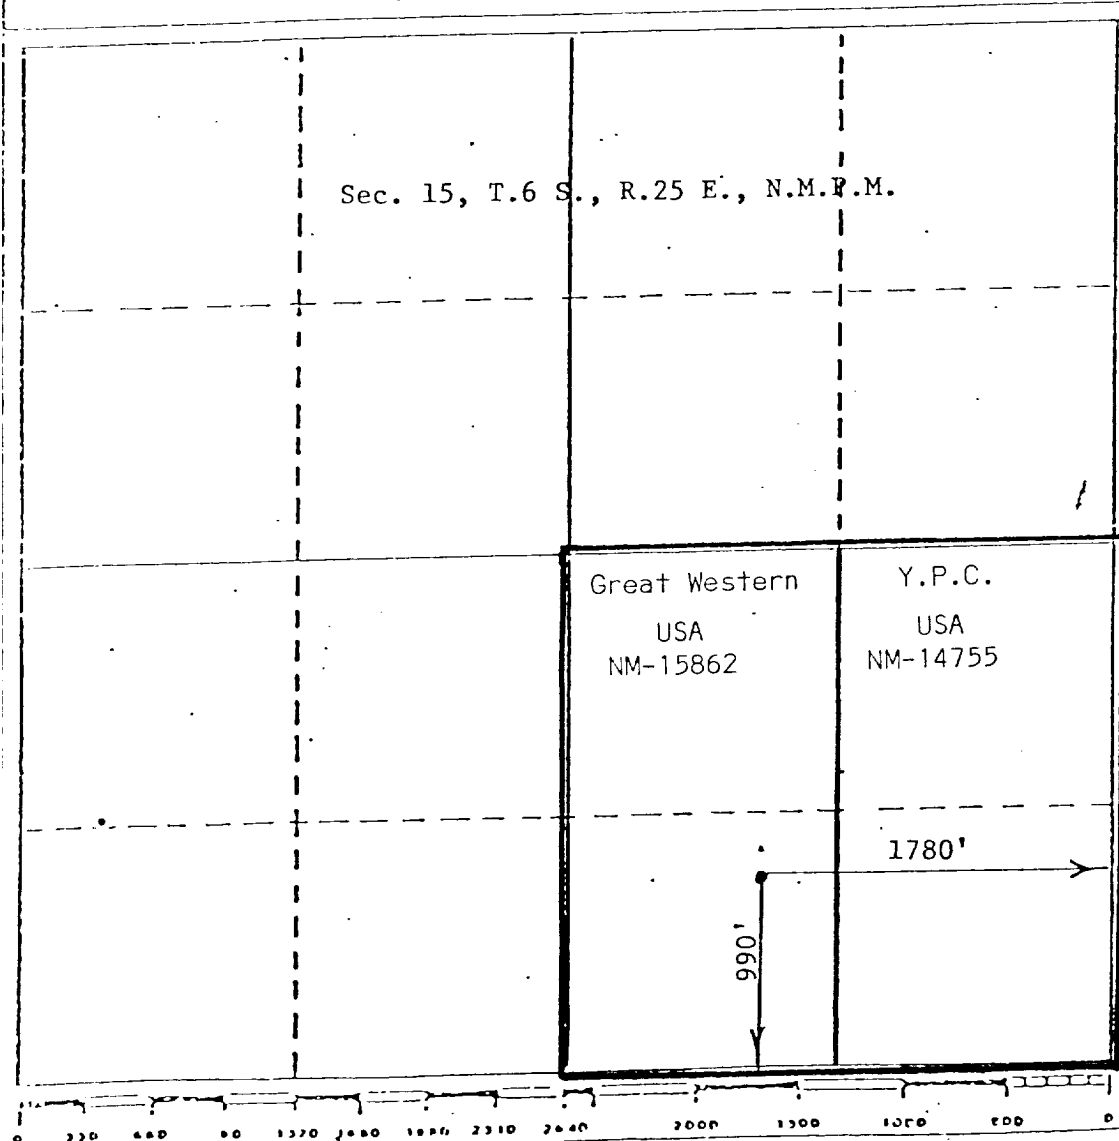 Sec. 15, T.6 S., R.25 E., N.M.P.M.
Great Western
USA
NM-15862
Y.P.C.
USA
NM-14755
1780'
990'
0 330 660 1320 2310 2640 2000 1500 1000 500 0